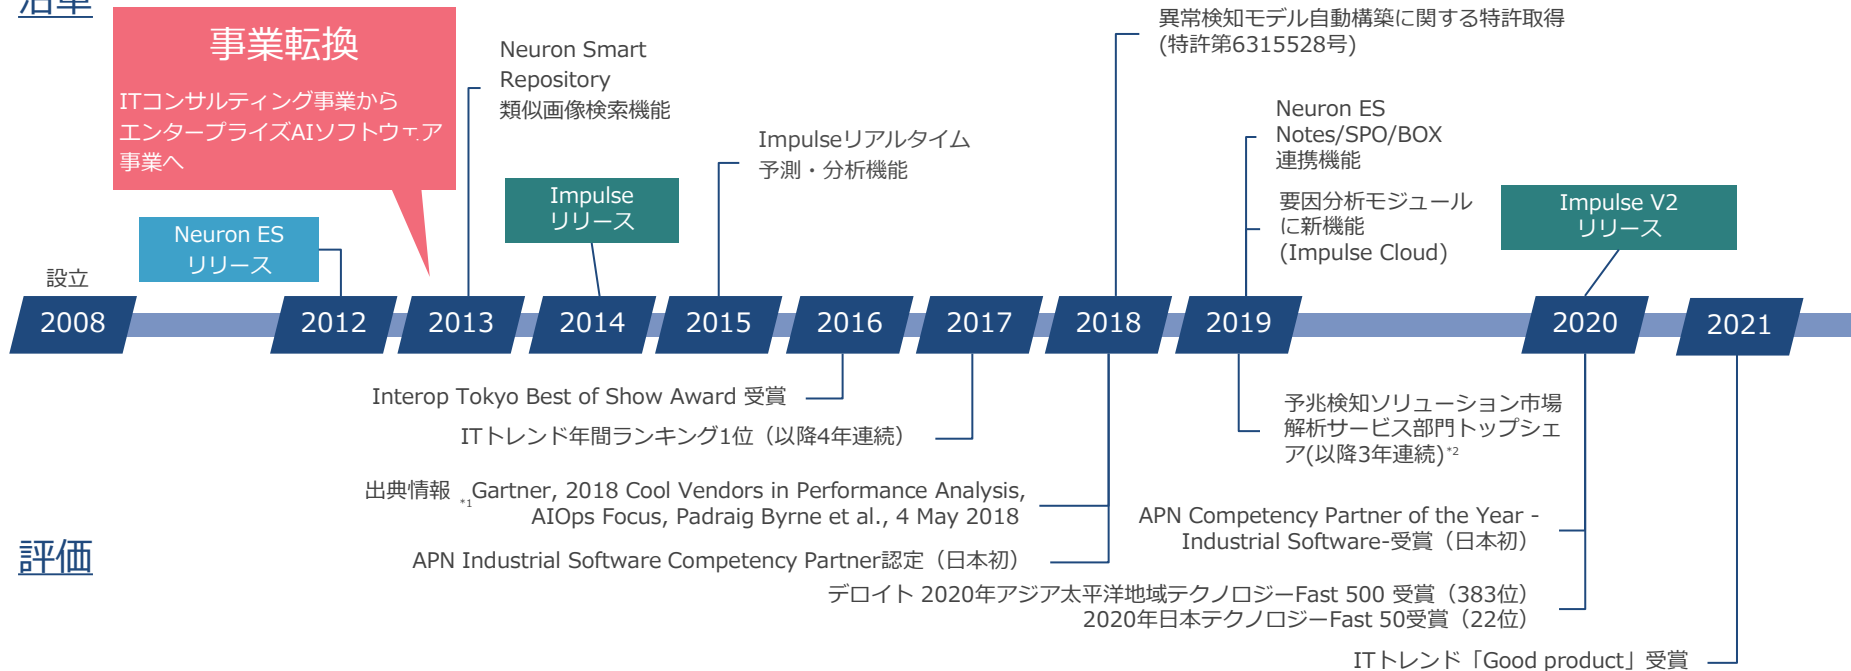 沿革
事業転換
ITコンサルティング事業から
エンタープライズAIソフトウェア
事業へ
Neuron ES
リリース
Neuron Smart
Repository
類似画像検索機能
Impulse
リリース
Impulseリアルタイム
予測・分析機能
異常検知モデル自動構築に関する特許取得
(特許第6315528号)
Neuron ES
Notes/SPO/BOX
連携機能
要因分析モジュール
に新機能
(Impulse Cloud)
Impulse V2
リリース
設立
2008
2012
2013
2014
2015
2016
2017
2018
2019
2020
2021
Interop Tokyo Best of Show Award 受賞
ITトレンド年間ランキング1位（以降4年連続）
出典情報 *1Gartner, 2018 Cool Vendors in Performance Analysis,
AIOps Focus, Padraig Byrne et al., 4 May 2018
APN Industrial Software Competency Partner認定（日本初）
予兆検知ソリューション市場
解析サービス部門トップシェ
ア(以降3年連続)*2
APN Competency Partner of the Year -
Industrial Software-受賞（日本初）
デロイト 2020年アジア太平洋地域テクノロジーFast 500 受賞（383位）
2020年日本テクノロジーFast 50受賞（22位）
ITトレンド「Good product」受賞
評価